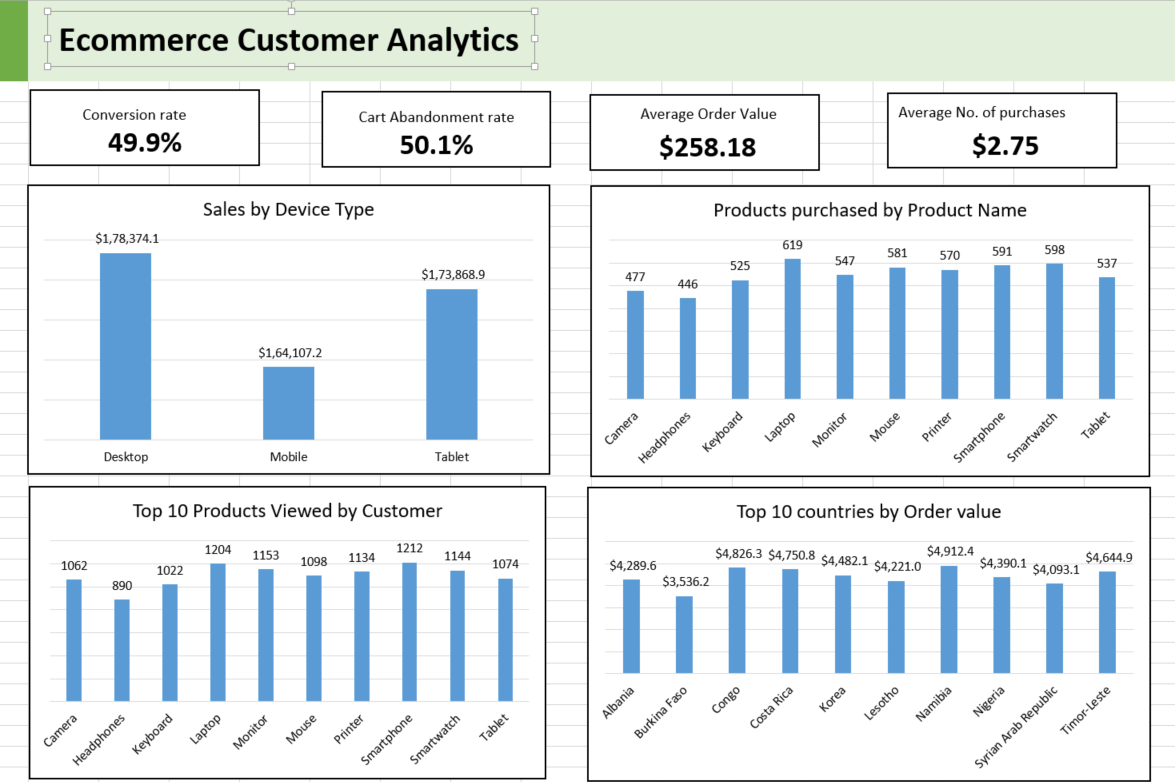 Ecommerce Customer Analytics
Conversion rate
49.9%
Cart Abandonment rate
50.1%
Average Order Value
$258.18
Average No. of purchases
$2.75
Sales by Device Type
$1,78,374.1
$1,64,107.2
$1,73,868.9
Desktop
Mobile
Tablet
Products purchased by Product Name
477
446
525
619
547
581
570
591
598
537
Camera
Headphones
Keyboard
Laptop
Monitor
Mouse
Printer
Smartphone
Smartwatch
Tablet
Top 10 Products Viewed by Customer
1062
890
1022
1204
1153
1098
1134
1212
1144
1074
Camera
Headphones
Keyboard
Laptop
Monitor
Mouse
Printer
Smartphone
Smartwatch
Tablet
Top 10 countries by Order value
$4,289.6
$3,536.2
$4,826.3
$4,750.8
$4,482.1
$4,221.0
$4,912.4
$4,390.1
$4,093.1
$4,644.9
Albania
Burkina Faso
Congo
Costa Rica
Korea
Lesotho
Namibia
Nigeria
Syrian Arab Republic
Timor-Leste